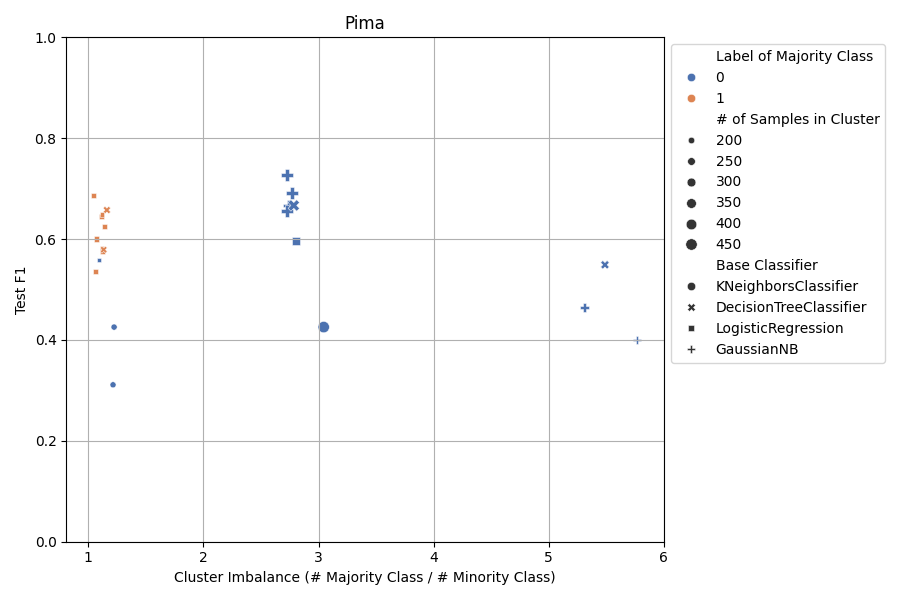 Pima
1.0
0.8
0.6
0.4
0.2
0.0
Test F1
1
2
3
4
5
6
Cluster Imbalance (# Majority Class / # Minority Class)
Label of Majority Class
0
1
# of Samples in Cluster
200
250
300
350
400
450
Base Classifier
KNeighborsClassifier
DecisionTreeClassifier
LogisticRegression
GaussianNB